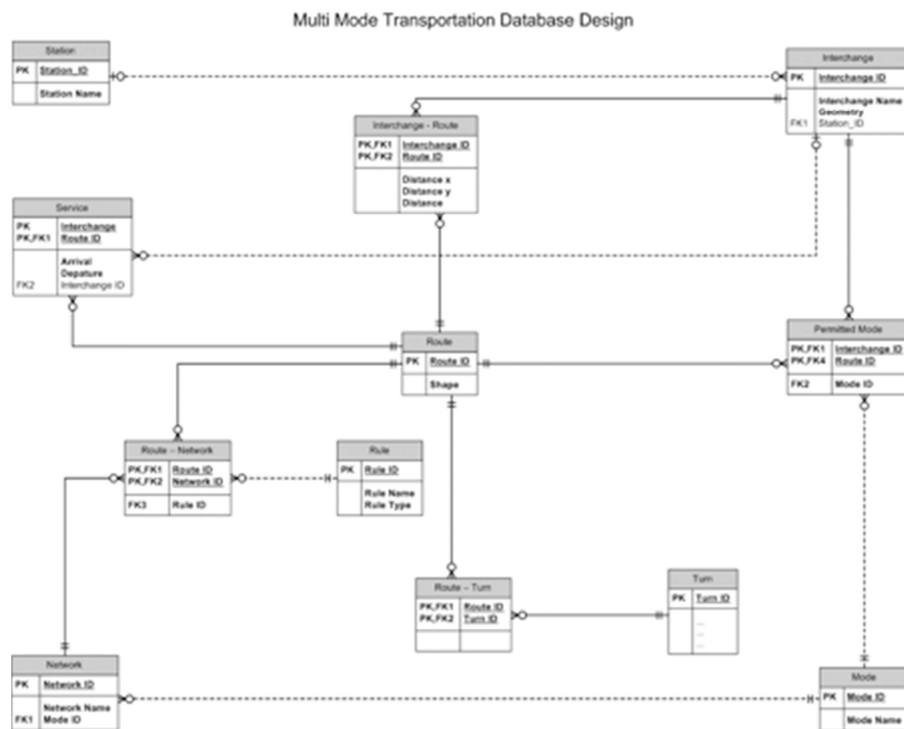 Multi Mode Transportation Database Design
Station
PK Station_ID
Station Name
Interchange
PK Interchange ID
Interchange Name
Geometry
FK1 Station_ID
Interchange - Route
PK,FK1 Interchange ID
PK,FK2 Route ID
Distance x
Distance y
Distance
Service
PK Interchange
PK,FK1 Route ID
Arrival
Depature
FK2 Interchange ID
Route
PK Route ID
Shape
Permitted Mode
PK,FK1 Interchange ID
PK,FK4 Route ID
FK2 Mode ID
Route – Network
PK,FK1 Route ID
PK,FK2 Network ID
FK3 Rule ID
Rule
PK Rule ID
Rule Name
Rule Type
Route – Turn
PK,FK1 Route ID
PK,FK2 Turn ID
Turn
PK Turn ID
...
...
...
Network
PK Network ID
Network Name
FK1 Mode ID
Mode
PK Mode ID
Mode Name